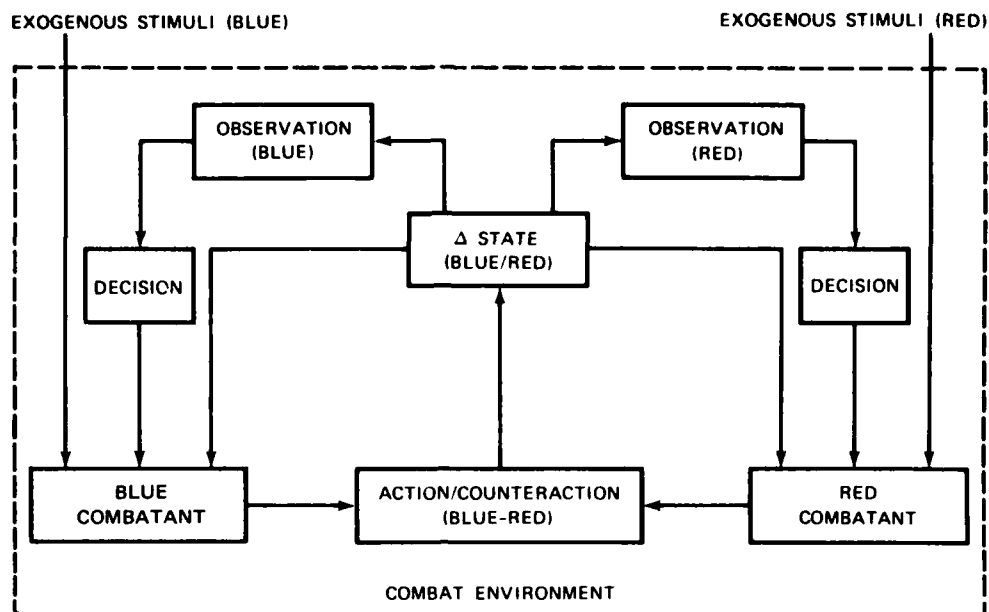 EXOGENOUS STIMULI (BLUE)
EXOGENOUS STIMULI (RED)
OBSERVATION
(BLUE)
OBSERVATION
(RED)
Δ STATE
(BLUE/RED)
DECISION
DECISION
BLUE
COMBATANT
ACTION/COUNTERACTION
(BLUE-RED)
RED
COMBATANT
COMBAT ENVIRONMENT